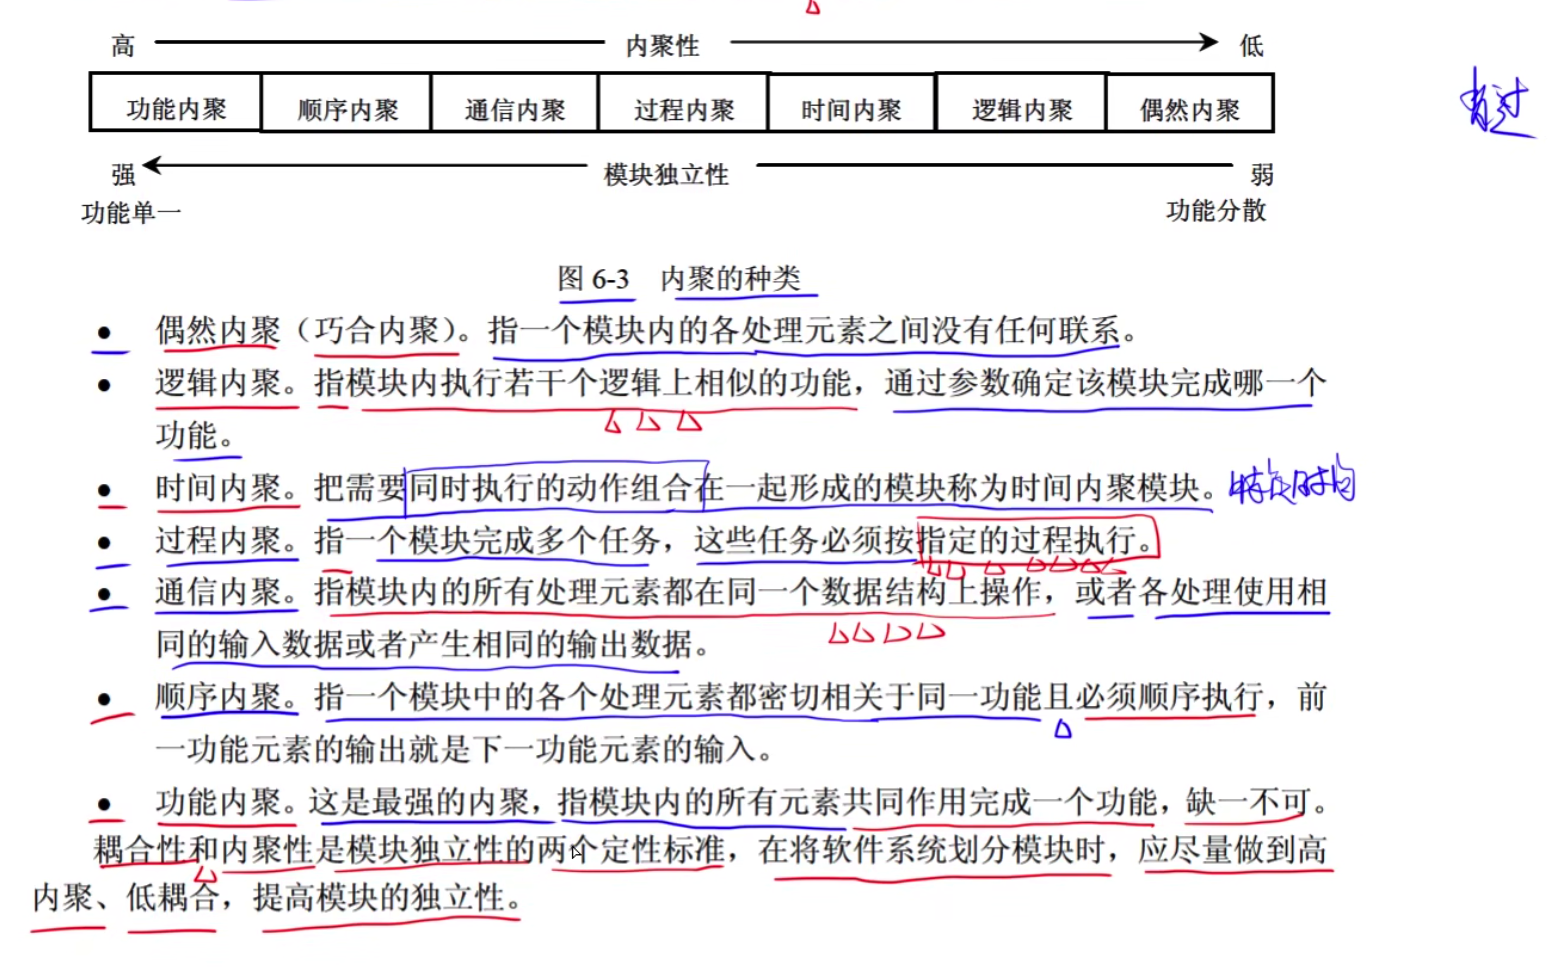 高 内聚性 低
功能内聚 顺序内聚 通信内聚 过程内聚 时间内聚 逻辑内聚 偶然内聚
强 模块独立性 弱
功能单一 功能分散
图 6-3 内聚的种类
● 偶然内聚（巧合内聚）。指一个模块内的各处理元素之间没有任何联系。
● 逻辑内聚。指模块内执行若干个逻辑上相似的功能，通过参数确定该模块完成哪一个
功能。
● 时间内聚。把需要同时执行的动作组合在一起形成的模块称为时间内聚模块。
● 过程内聚。指一个模块完成多个任务，这些任务必须按指定的过程执行。
● 通信内聚。指模块内的所有处理元素都在同一个数据结构上操作，或者各处理使用相
同的输入数据或者产生相同的输出数据。
● 顺序内聚。指一个模块中的各个处理元素都密切相关于同一功能且必须顺序执行，前
一功能元素的输出就是下一功能元素的输入。
● 功能内聚。这是最强的内聚，指模块内的所有元素共同作用完成一个功能，缺一不可。
耦合性和内聚性是模块独立性的两个定性标准，在将软件系统划分模块时，应尽量做到高
内聚、低耦合，提高模块的独立性。